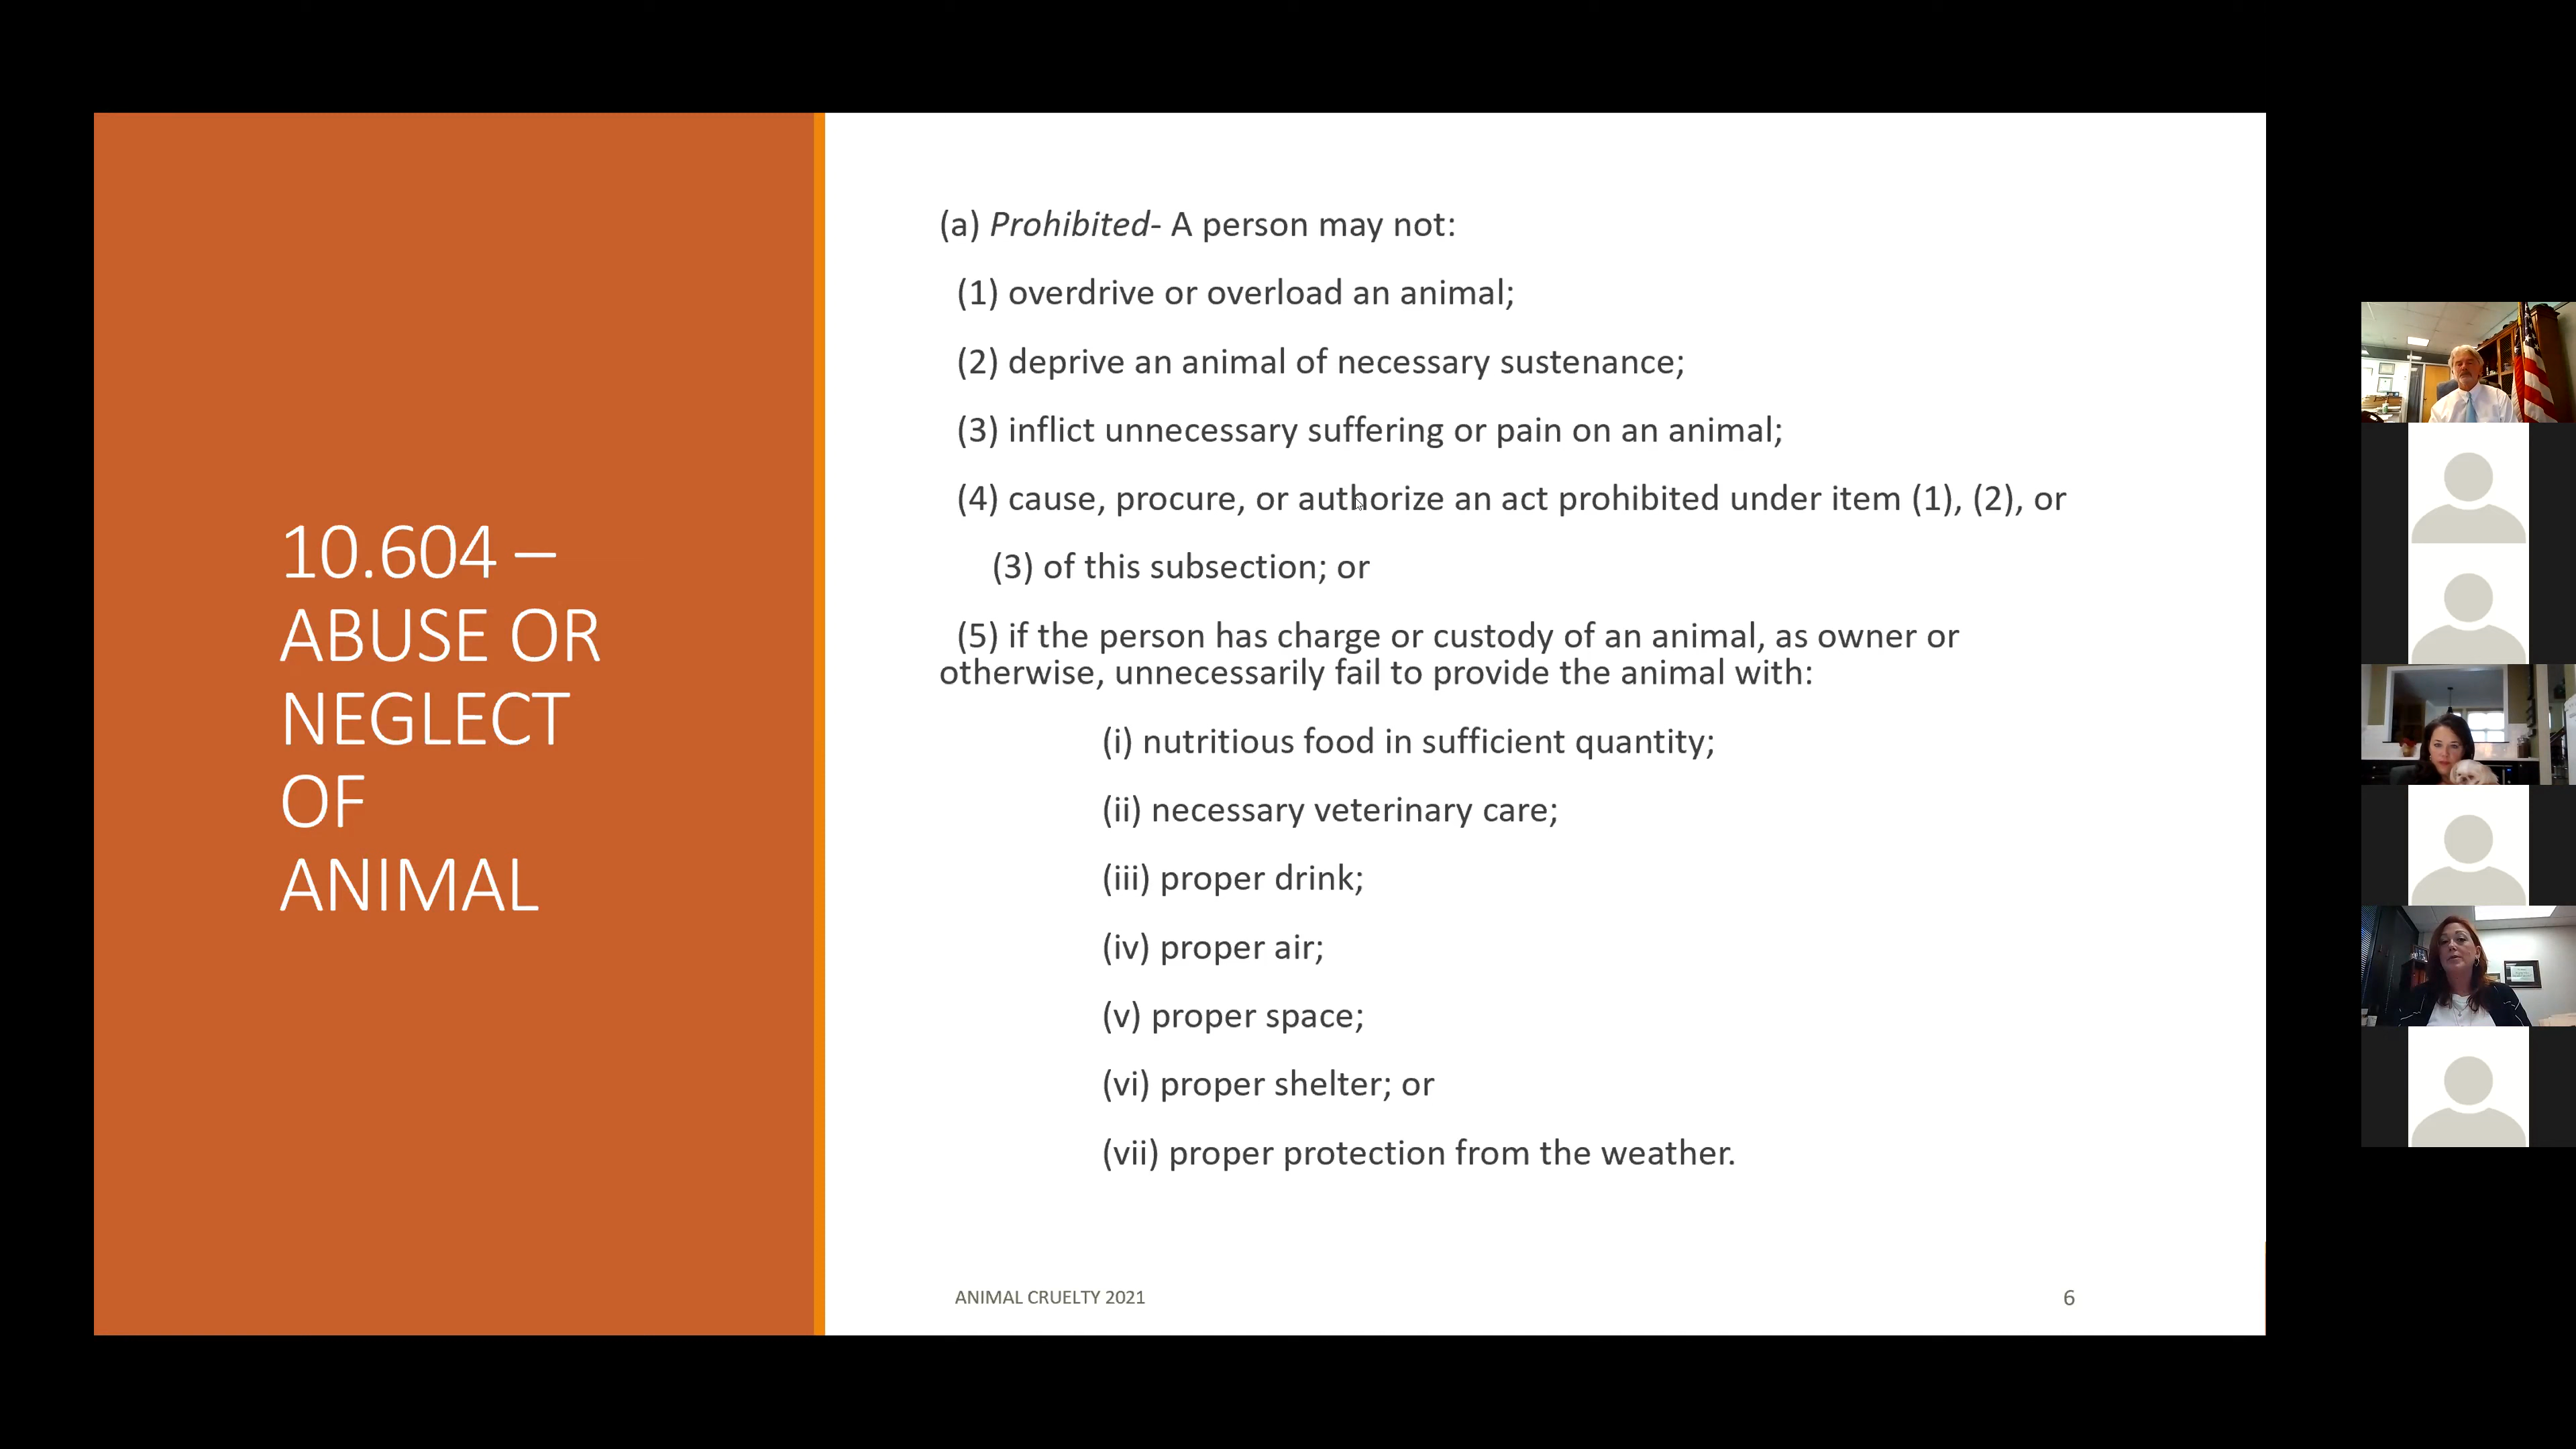 10.604 –
ABUSE OR
NEGLECT
OF
ANIMAL
(a) Prohibited- A person may not:
(1) overdrive or overload an animal;
(2) deprive an animal of necessary sustenance;
(3) inflict unnecessary suffering or pain on an animal;
(4) cause, procure, or authorize an act prohibited under item (1), (2), or
(3) of this subsection; or
(5) if the person has charge or custody of an animal, as owner or
otherwise, unnecessarily fail to provide the animal with:
(i) nutritious food in sufficient quantity;
(ii) necessary veterinary care;
(iii) proper drink;
(iv) proper air;
(v) proper space;
(vi) proper shelter; or
(vii) proper protection from the weather.
ANIMAL CRUELTY 2021
6